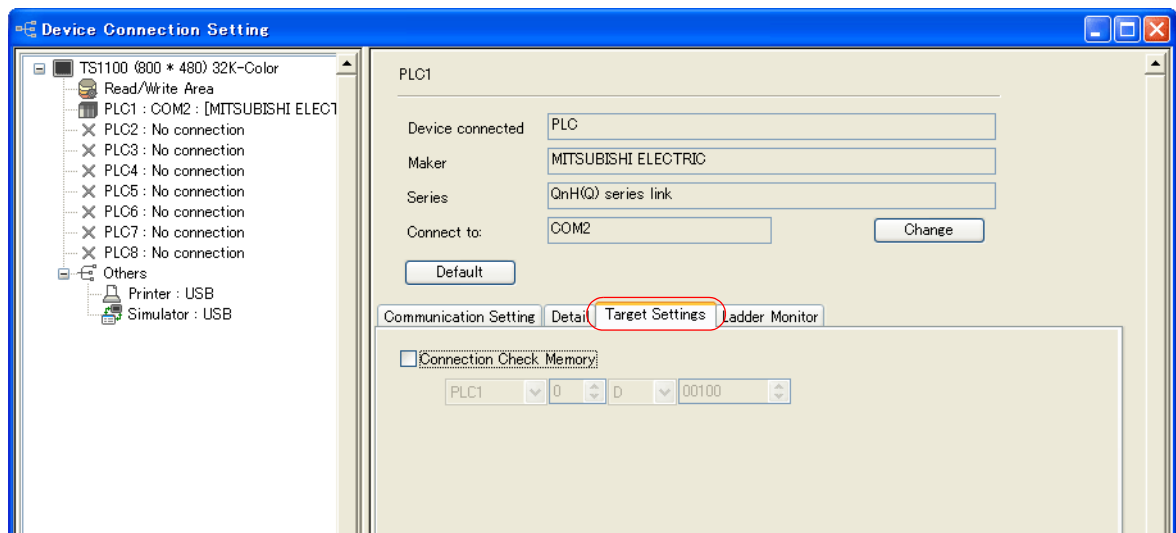 Device Connection Setting
TS1100 (800 * 480) 32K-Color
Read/Write Area
PLC1 : COM2 : [MITSUBISHI ELECT
PLC2 : No connection
PLC3 : No connection
PLC4 : No connection
PLC5 : No connection
PLC6 : No connection
PLC7 : No connection
PLC8 : No connection
Others
Printer : USB
Simulator : USB
PLC1
Device connected PLC
Maker MITSUBISHI ELECTRIC
Series QnH(Q) series link
Connect to: COM2 Change
Default
Communication Setting Detail Target Settings Ladder Monitor
Connection Check Memory
PLC1 0 D 00100